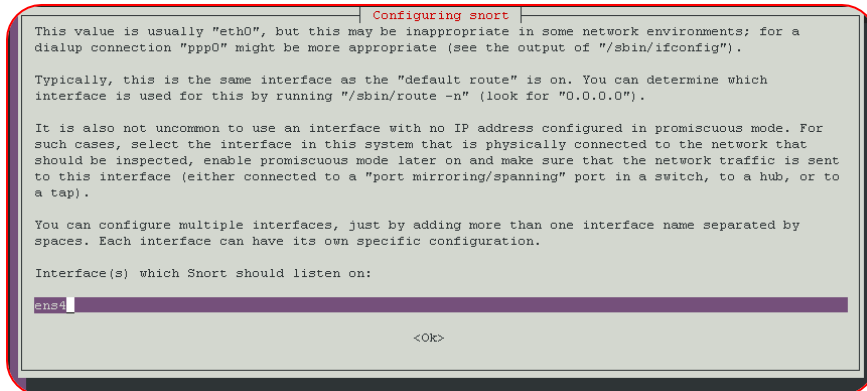 Configuring snort
This value is usually "eth0", but this may be inappropriate in some network environments; for a
dialup connection "ppp0" might be more appropriate (see the output of "/sbin/ifconfig").
Typically, this is the same interface as the "default route" is on. You can determine which
interface is used for this by running "/sbin/route -n" (look for "0.0.0.0").
It is also not uncommon to use an interface with no IP address configured in promiscuous mode. For
such cases, select the interface in this system that is physically connected to the network that
should be inspected, enable promiscuous mode later on and make sure that the network traffic is sent
to this interface (either connected to a "port mirroring/spanning" port in a switch, to a hub, or to
a tap).
You can configure multiple interfaces, just by adding more than one interface name separated by
spaces. Each interface can have its own specific configuration.
Interface(s) which Snort should listen on:
ens4
<Ok>